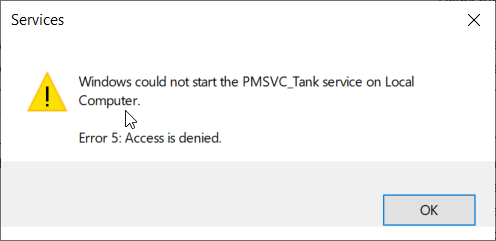 Services
Windows could not start the PMSVC_Tank service on Local
Computer.
Error 5: Access is denied.
OK